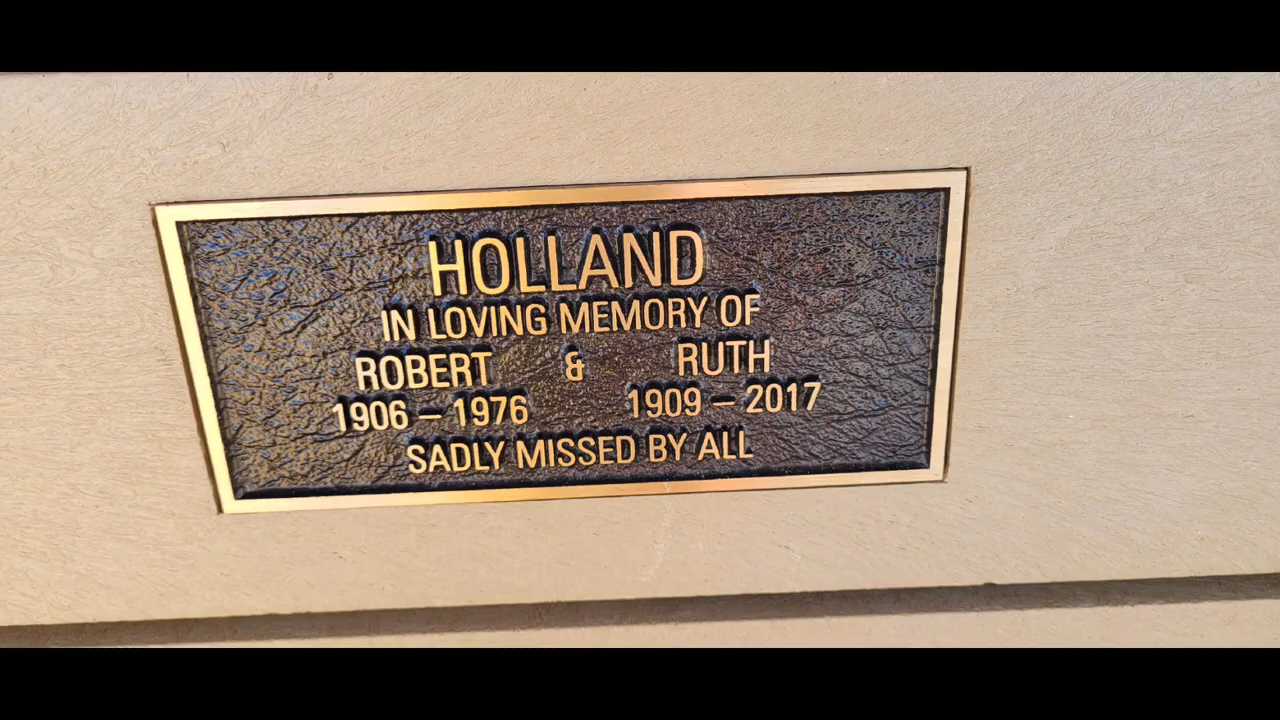 HOLLAND
IN LOVING MEMORY OF
ROBERT & RUTH
1906 – 1976 1909 – 2017
SADLY MISSED BY ALL